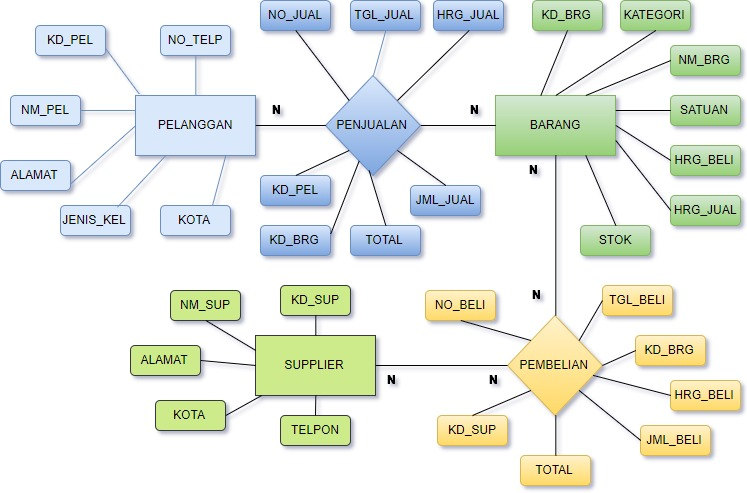 NO_JUAL
TGL_JUAL
HRG_JUAL
KD_BRG
KATEGORI
KD_PEL
NO_TELP
NM_BRG
NM_PEL
PELANGGAN
N
PENJUALAN
N
BARANG
SATUAN
HRG_BELI
ALAMAT
JENIS_KEL
KOTA
KD_PEL
JML_JUAL
N
HRG_JUAL
KD_BRG
TOTAL
STOK
NM_SUP
KD_SUP
NO_BELI
N
TGL_BELI
ALAMAT
SUPPLIER
N
N
PEMBELIAN
KD_BRG
HRG_BELI
KOTA
TELPON
KD_SUP
JML_BELI
TOTAL